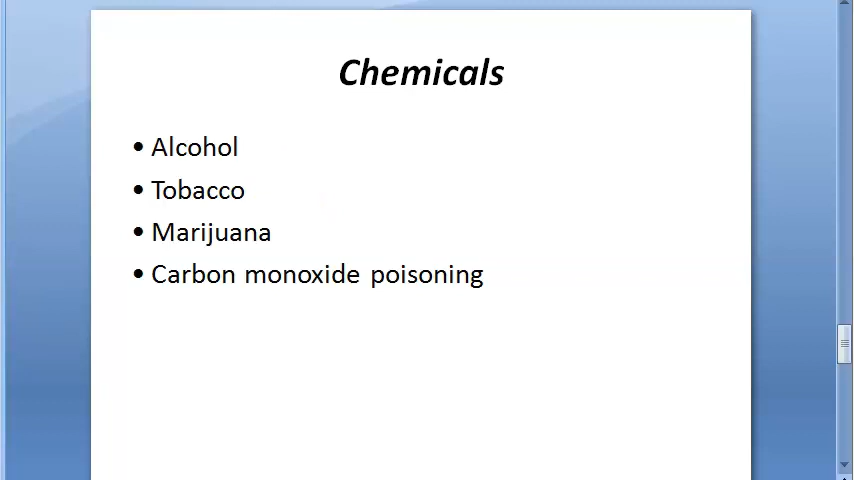 Chemicals
• Alcohol
• Tobacco
• Marijuana
• Carbon monoxide poisoning